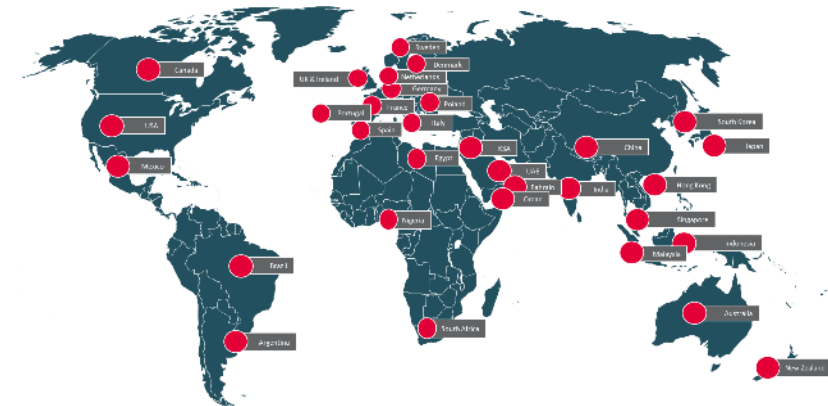 Sweden
Denmark
Canada
UK & Ireland
Netherlands
Germany
Poland
France
Portugal
USA
Italy
Spain
South Korea
Japan
KSA
China
Mexico
Egypt
UAE
Bahrain
India
Hong Kong
Oman
Nigeria
Singapore
Indonesia
Malaysia
Brazil
Australia
South Africa
Argentina
New Zealand